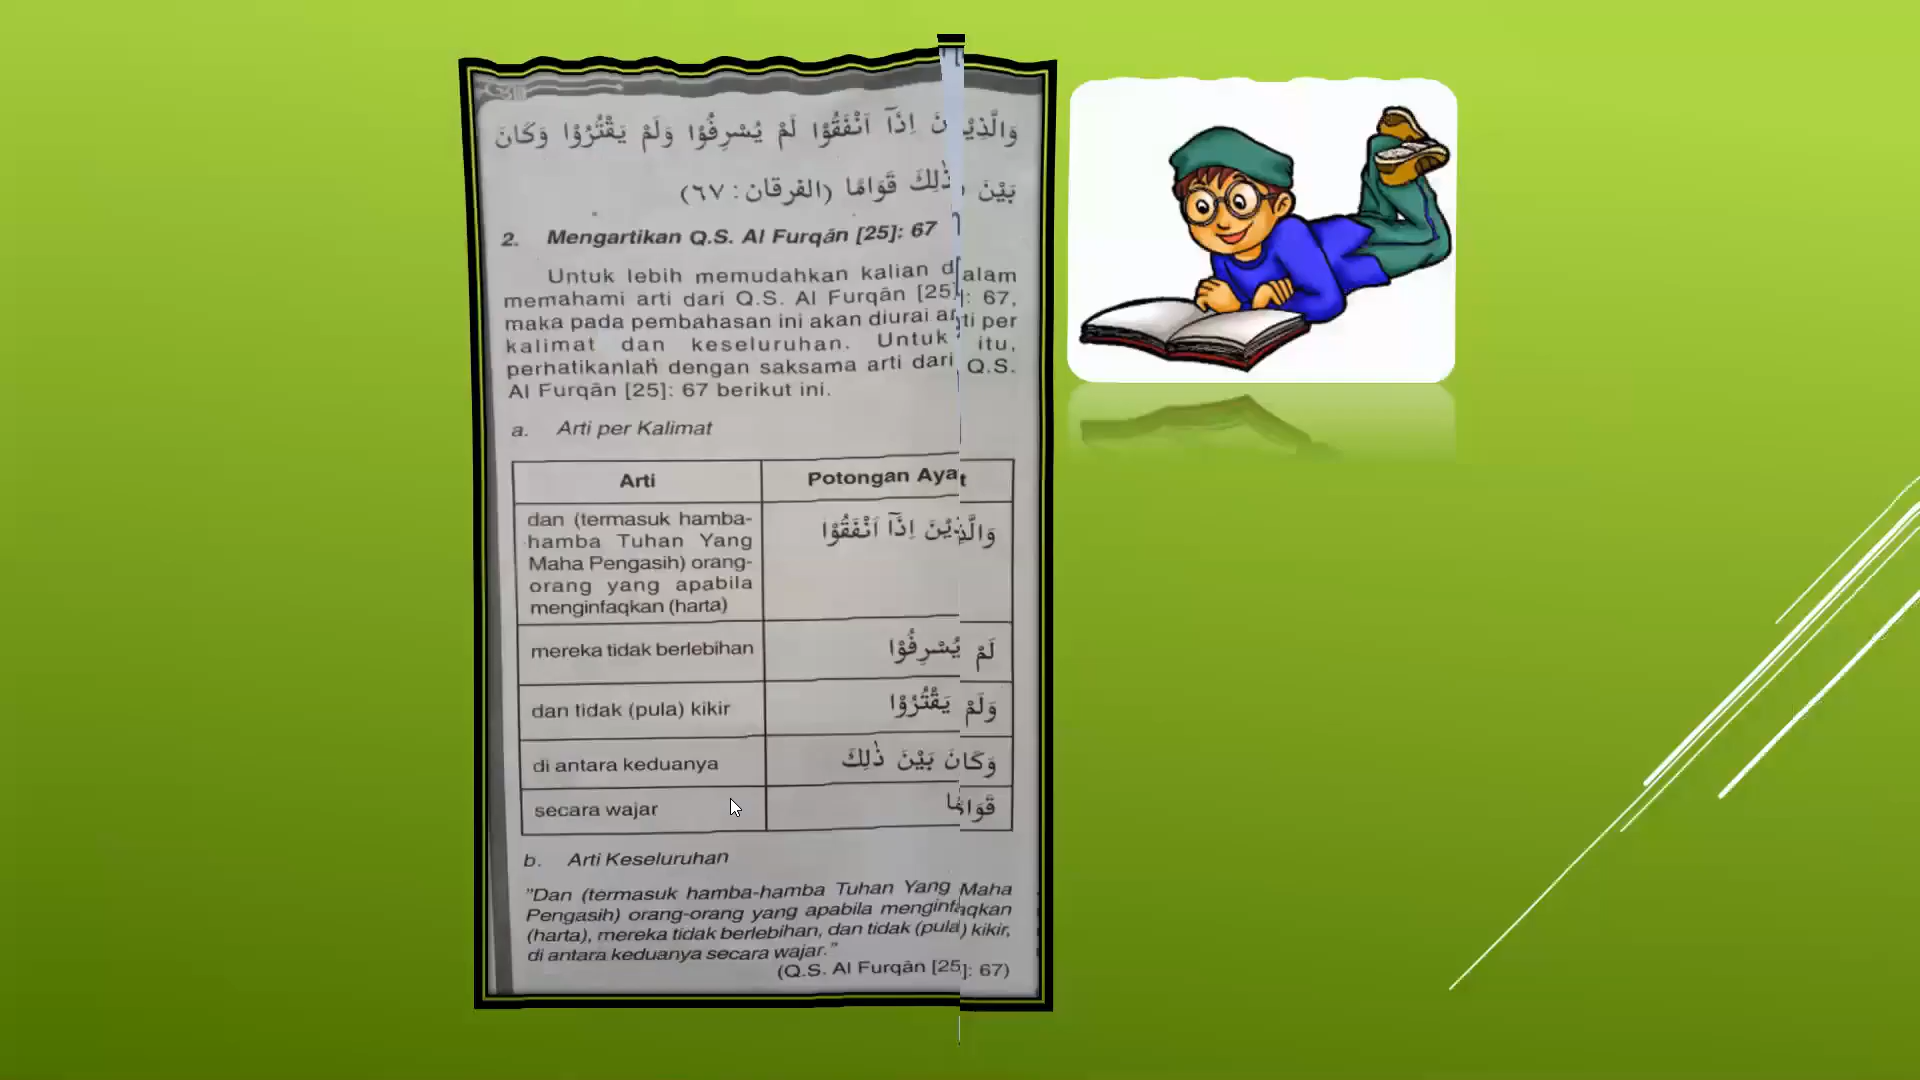 وَالَّذِيْنَ اِذَآ اَنْفَقُوْا لَمْ يُسْرِفُوْا وَلَمْ يَقْتُرُوْا وَكَانَ
بَيْنَ ذٰلِكَ قَوَامًا (الفرقان : ٦٧)
2. Mengartikan Q.S. Al Furqān [25]: 67
Untuk lebih memudahkan kalian dalam
memahami arti dari Q.S. Al Furqān [25]: 67,
maka pada pembahasan ini akan diurai arti per
kalimat dan keseluruhan. Untuk itu,
perhatikanlah dengan saksama arti dari Q.S.
Al Furqān [25]: 67 berikut ini.
a. Arti per Kalimat
Arti Potongan Ayat
dan (termasuk hamba-
hamba Tuhan Yang
Maha Pengasih) orang-
orang yang apabila
menginfaqkan (harta)
وَالَّذِيْنَ اِذَآ اَنْفَقُوْا
mereka tidak berlebihan
لَمْ يُسْرِفُوْا
dan tidak (pula) kikir
وَلَمْ يَقْتُرُوْا
di antara keduanya
وَكَانَ بَيْنَ ذٰلِكَ
secara wajar
قَوَامًا
b. Arti Keseluruhan
"Dan (termasuk hamba-hamba Tuhan Yang Maha
Pengasih) orang-orang yang apabila menginfaqkan
(harta), mereka tidak berlebihan, dan tidak (pula) kikir,
di antara keduanya secara wajar."
(Q.S. Al Furqān [25]: 67)